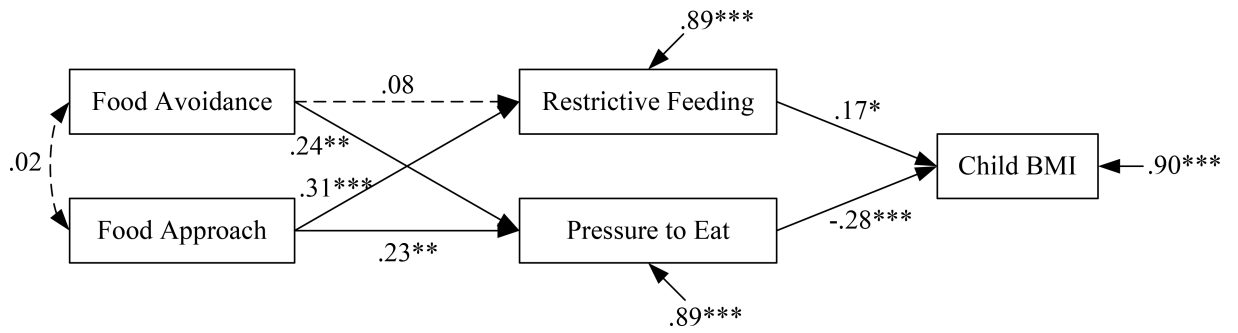 .89***
Food Avoidance
.08
Restrictive Feeding
.17*
.24**
.02
Child BMI
.90***
.31***
Food Approach
.23**
Pressure to Eat
-.28***
.89***